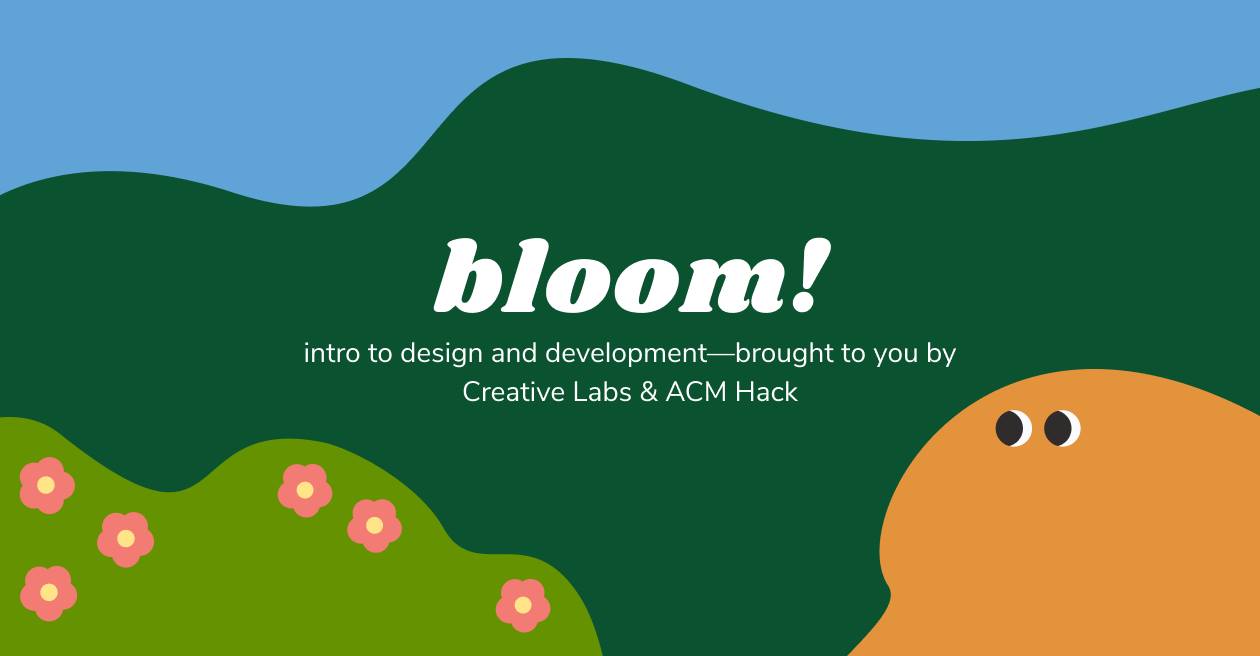 bloom!
intro to design and development—brought to you by
Creative Labs & ACM Hack